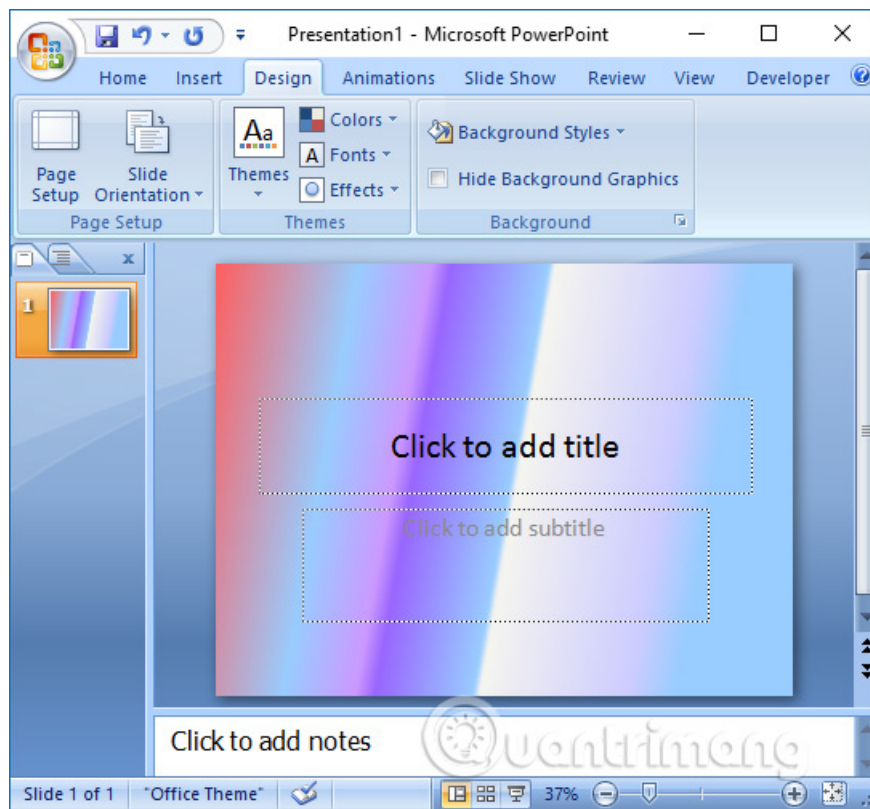 Presentation1 - Microsoft PowerPoint
Home Insert Design Animations Slide Show Review View Developer
Aa
Colors
Background Styles
A Fonts
Page Setup
Slide Orientation
Themes
Effects
Hide Background Graphics
Page Setup Themes Background
1
Click to add title
Click to add subtitle
Click to add notes
Quantrimang
Slide 1 of 1 "Office Theme" 37%